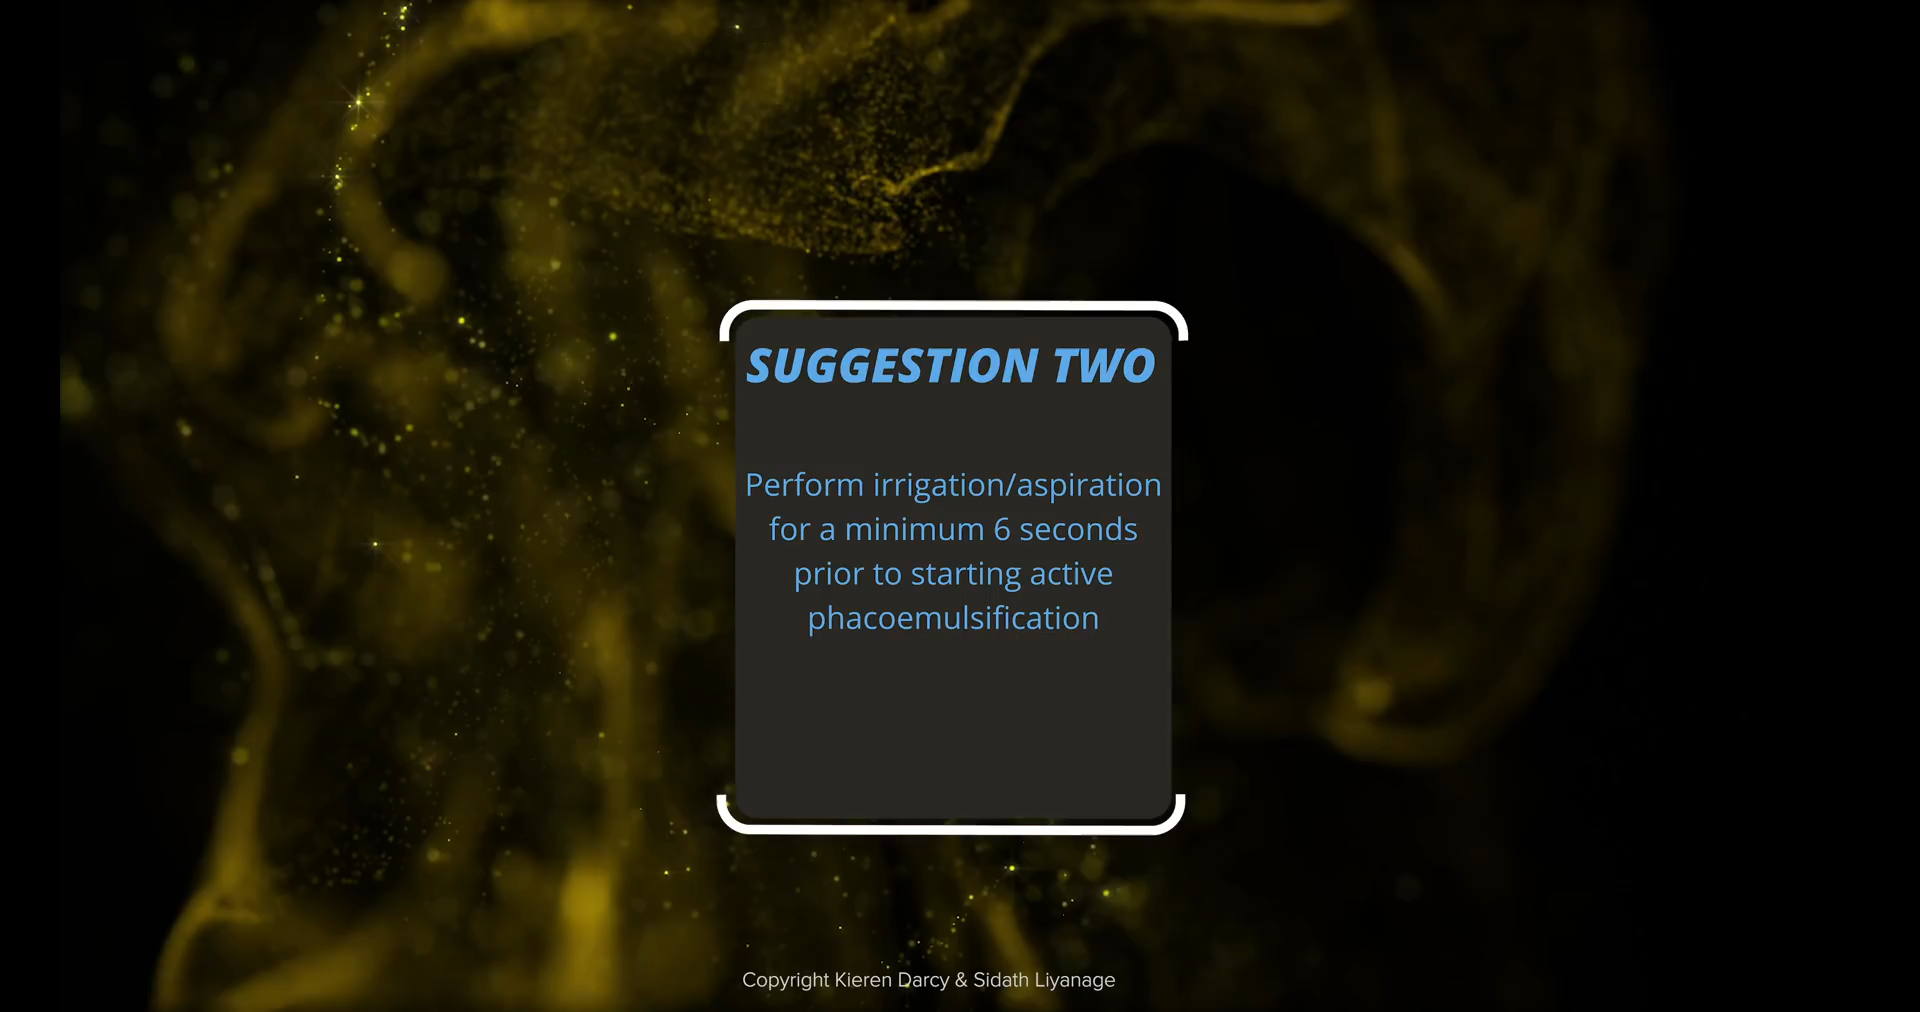 SUGGESTION TWO
Perform irrigation/aspiration
for a minimum 6 seconds
prior to starting active
phacoemulsification
Copyright Kieren Darcy & Sidath Liyanage